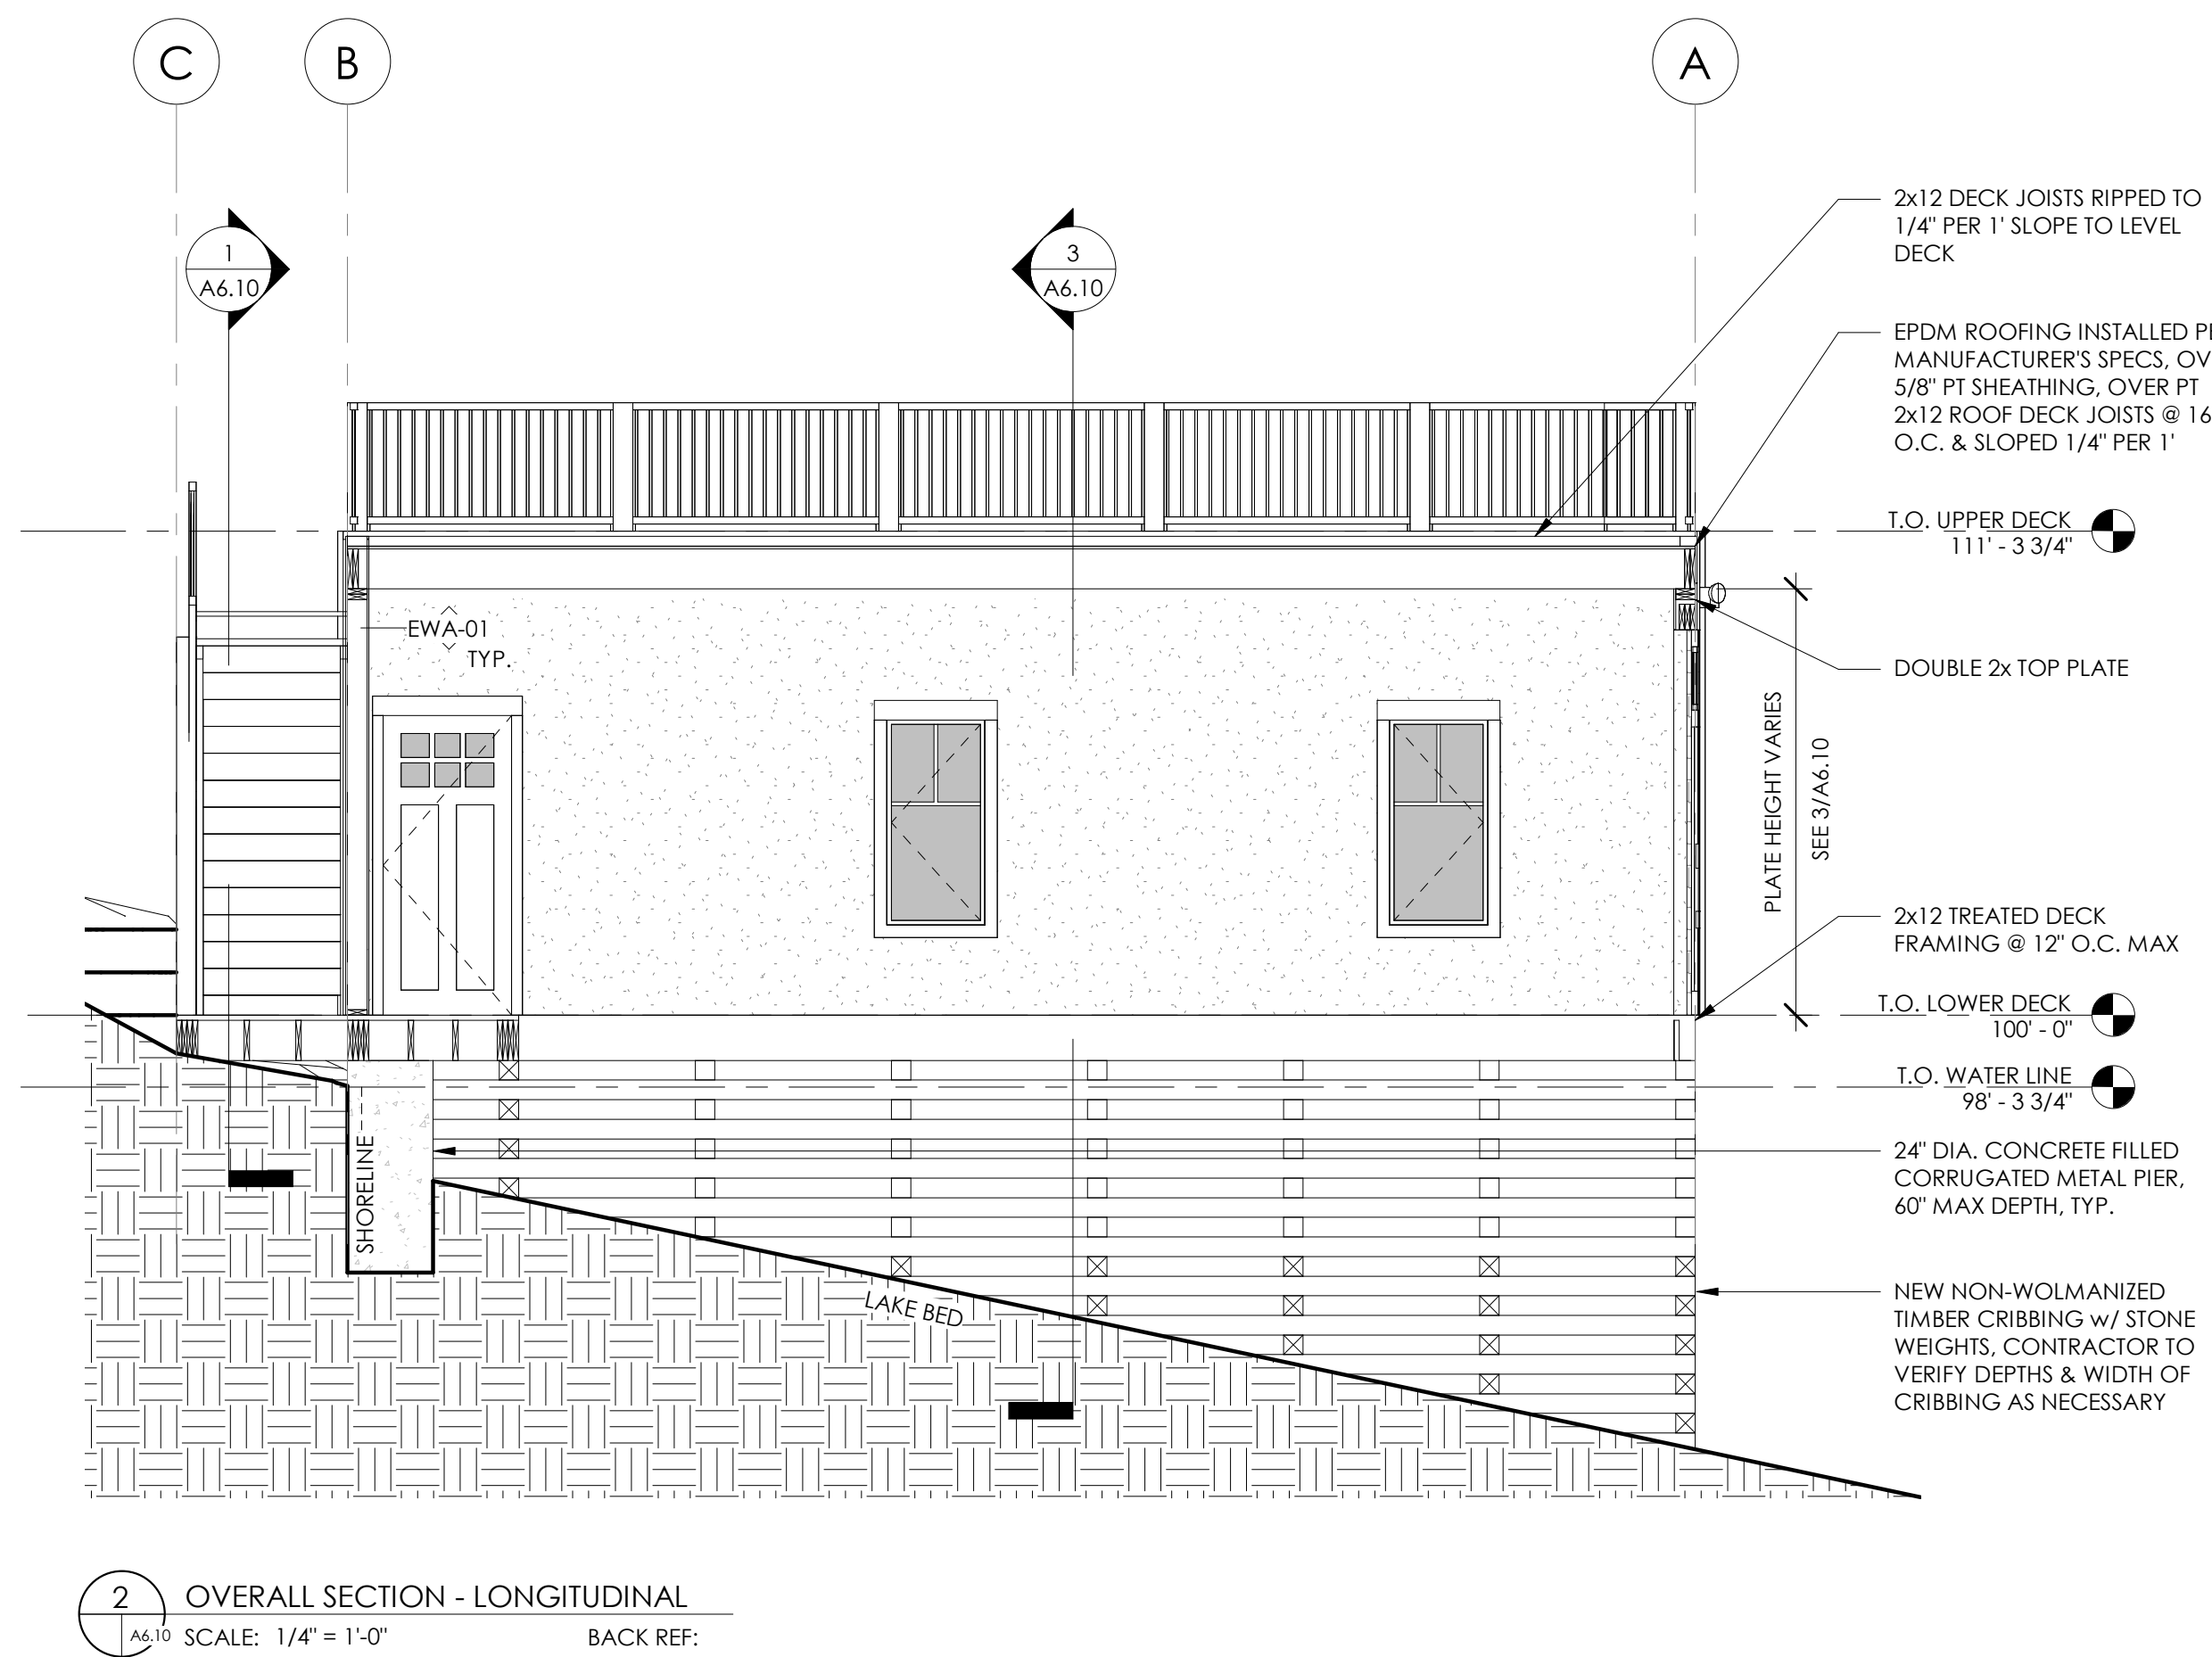 C
B
A
1
A6.10
3
A6.10
2x12 DECK JOISTS RIPPED TO
1/4" PER 1' SLOPE TO LEVEL
DECK
EPDM ROOFING INSTALLED
MANUFACTURER'S SPECS,
5/8" PT SHEATHING, OVER PT
2x12 ROOF DECK JOISTS @ 16
O.C. & SLOPED 1/4" PER 1'
T.O. UPPER DECK
111' - 3 3/4"
EWA-01
TYP.
DOUBLE 2x TOP PLATE
PLATE HEIGHT VARIES
SEE 3/A6.10
2x12 TREATED DECK
FRAMING @ 12" O.C. MAX
T.O. LOWER DECK
100' - 0"
T.O. WATER LINE
98' - 3 3/4"
SHORELINE
24" DIA. CONCRETE FILLED
CORRUGATED METAL PIER,
60" MAX DEPTH, TYP.
LAKE BED
NEW NON-WOLMANIZED
TIMBER CRIBBING w/ STONE
WEIGHTS, CONTRACTOR TO
VERIFY DEPTHS & WIDTH OF
CRIBBING AS NECESSARY
2
A6.10
OVERALL SECTION - LONGITUDINAL
SCALE: 1/4" = 1'-0"
BACK REF: